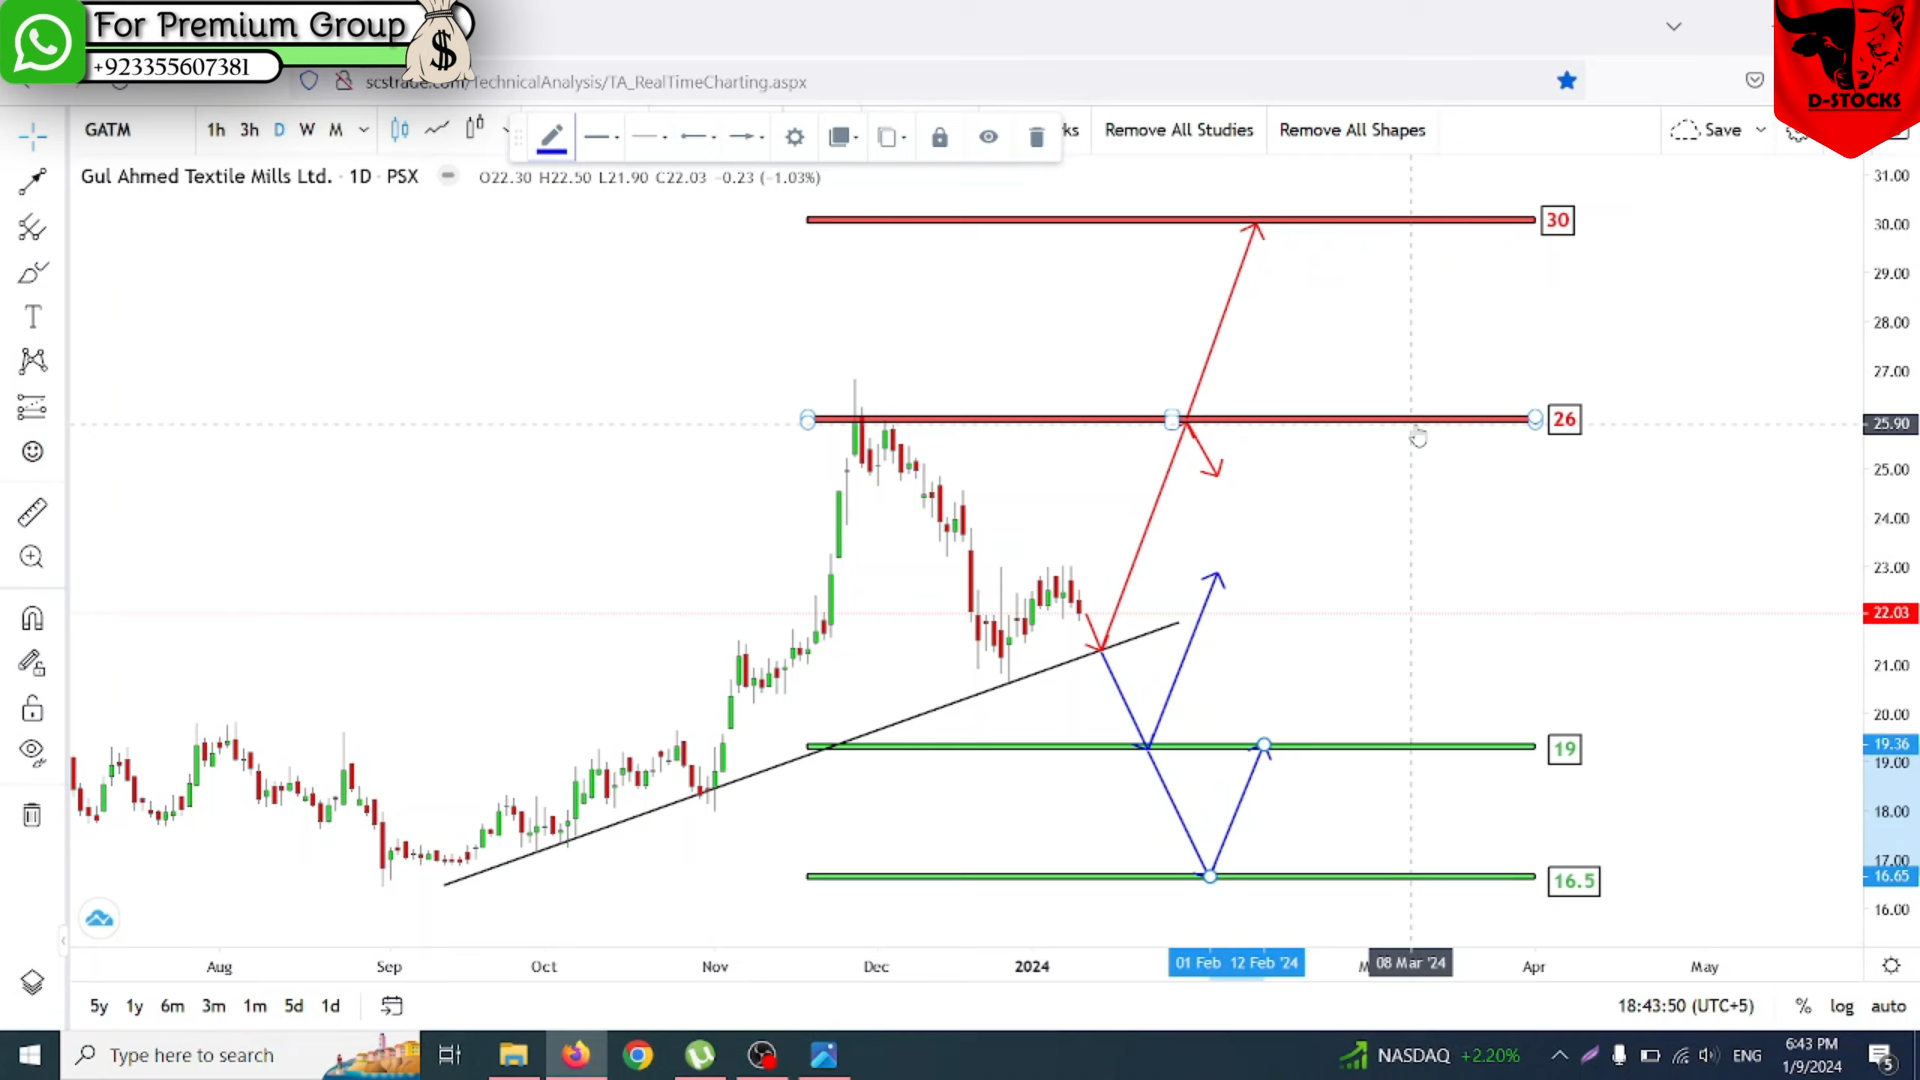 For Premium Group
+923355607381
$
D-STOCKS
scstrade.com/TechnicalAnalysis/TA_RealTimeCharting.aspx
GATM 1h 3h D W M
Remove All Studies Remove All Shapes Save
Gul Ahmed Textile Mills Ltd. · 1D · PSX O22.30 H22.50 L21.90 C22.03 −0.23 (−1.03%)
31.00
30
30.00
29.00
28.00
27.00
26
25.90
25.00
24.00
23.00
22.03
21.00
20.00
19
19.36
19.00
18.00
17.00
16.5
16.65
16.00
Aug Sep Oct Nov Dec 2024 01 Feb 12 Feb '24 08 Mar '24 Apr May
5y 1y 6m 3m 1m 5d 1d 18:43:50 (UTC+5) % log auto
Type here to search
NASDAQ +2.20% ENG
6:43 PM
1/9/2024
5